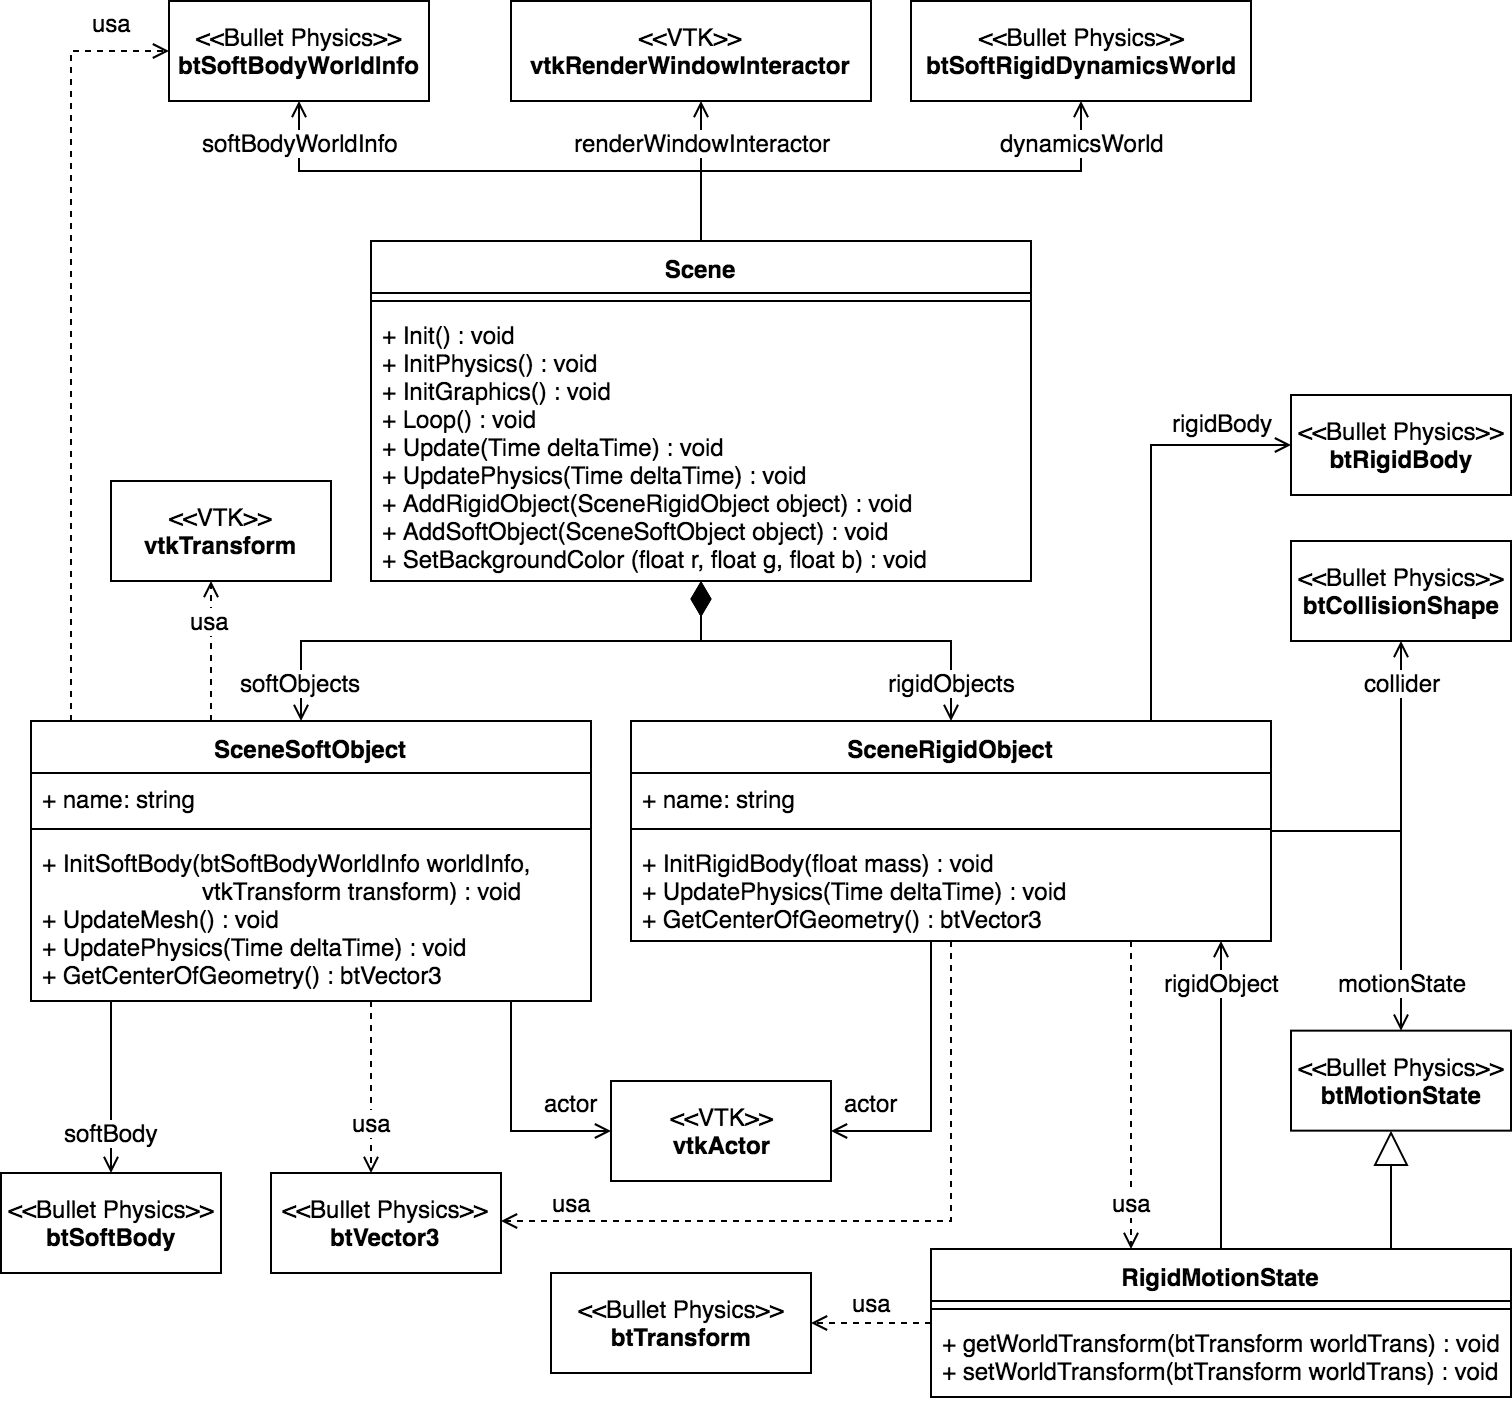 usa
<<Bullet Physics>>
btSoftBodyWorldInfo
<<VTK>>
vtkRenderWindowInteractor
<<Bullet Physics>>
btSoftRigidDynamicsWorld
softBodyWorldInfo
renderWindowInteractor
dynamicsWorld
Scene
+ Init() : void
+ InitPhysics() : void
+ InitGraphics() : void
+ Loop() : void
+ Update(Time deltaTime) : void
+ UpdatePhysics(Time deltaTime) : void
+ AddRigidObject(SceneRigidObject object) : void
+ AddSoftObject(SceneSoftObject object) : void
+ SetBackgroundColor (float r, float g, float b) : void
rigidBody
<<Bullet Physics>>
btRigidBody
<<VTK>>
vtkTransform
<<Bullet Physics>>
btCollisionShape
usa
softObjects
rigidObjects
collider
SceneSoftObject
+ name: string
+ InitSoftBody(btSoftBodyWorldInfo worldInfo,
vtkTransform transform) : void
+ UpdateMesh() : void
+ UpdatePhysics(Time deltaTime) : void
+ GetCenterOfGeometry() : btVector3
SceneRigidObject
+ name: string
+ InitRigidBody(float mass) : void
+ UpdatePhysics(Time deltaTime) : void
+ GetCenterOfGeometry() : btVector3
rigidObject
motionState
<<Bullet Physics>>
btMotionState
softBody
usa
actor
<<VTK>>
vtkActor
actor
<<Bullet Physics>>
btSoftBody
<<Bullet Physics>>
btVector3
usa
usa
<<Bullet Physics>>
btTransform
usa
RigidMotionState
+ getWorldTransform(btTransform worldTrans) : void
+ setWorldTransform(btTransform worldTrans) : void